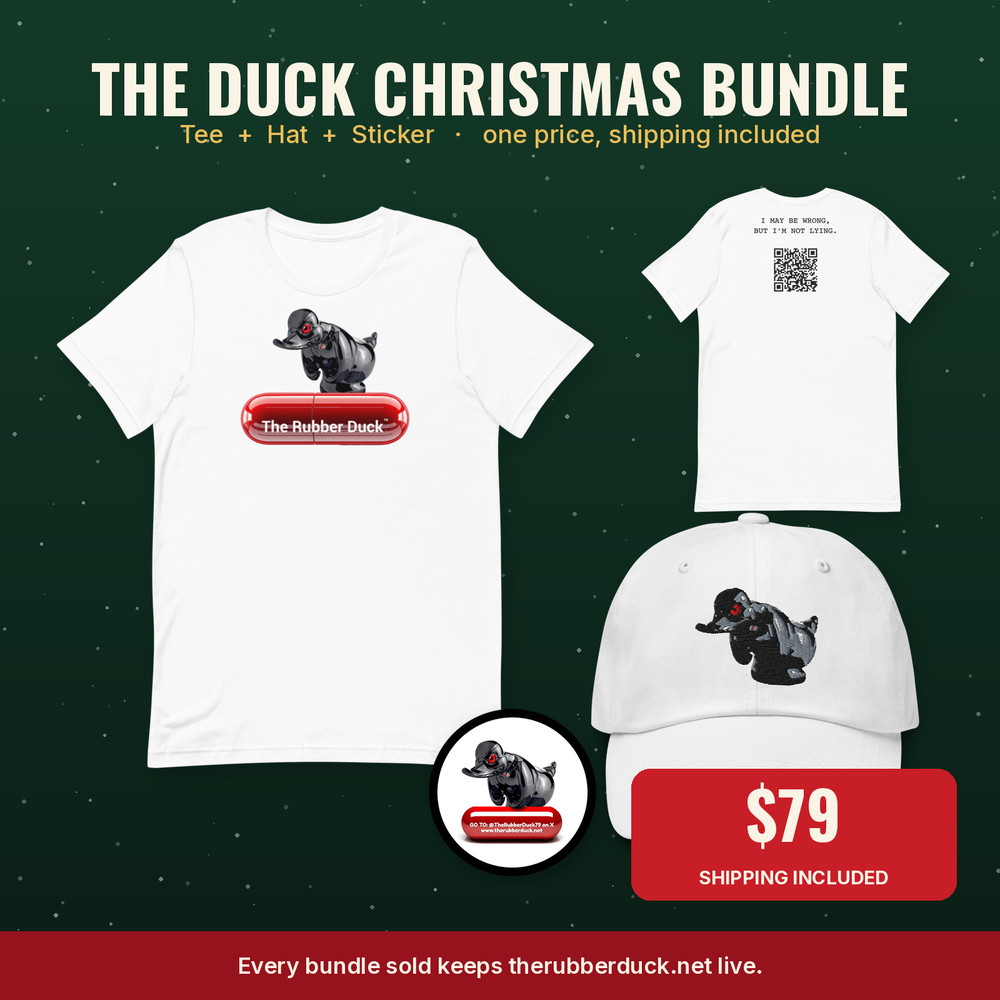 THE DUCK CHRISTMAS BUNDLE
Tee + Hat + Sticker · one price, shipping included
I MAY BE WRONG,
BUT I'M NOT LYING.
The Rubber Duck™
GO TO: @TheRubberDuck79 on X
www.therubberduck.net
$79
SHIPPING INCLUDED
Every bundle sold keeps therubberduck.net live.